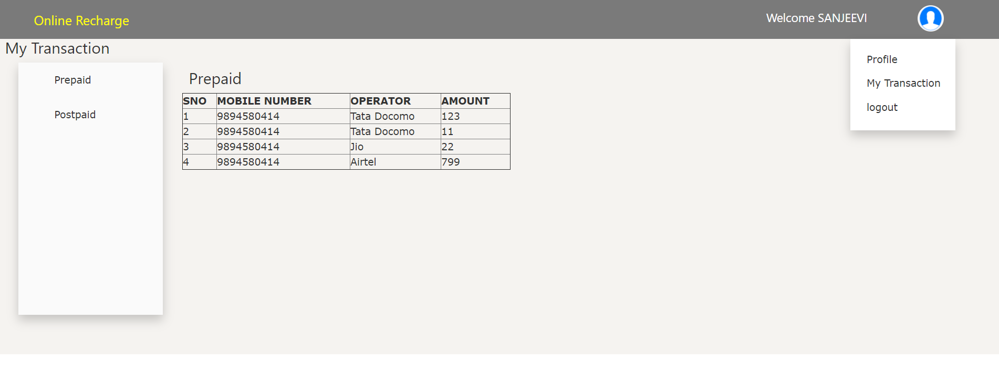 Online Recharge
Welcome SANJEEVI
My Transaction
Profile
My Transaction
logout
Prepaid
Postpaid
Prepaid
SNO MOBILE NUMBER OPERATOR AMOUNT
1 9894580414 Tata Docomo 123
2 9894580414 Tata Docomo 11
3 9894580414 Jio 22
4 9894580414 Airtel 799